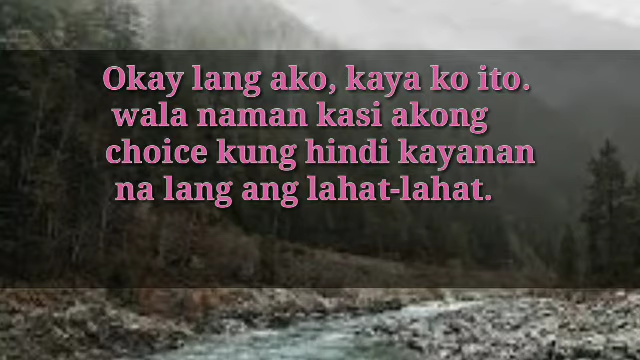 Okay lang ako, kaya ko ito.
wala naman kasi akong
choice kung hindi kayanan
na lang ang lahat-lahat.